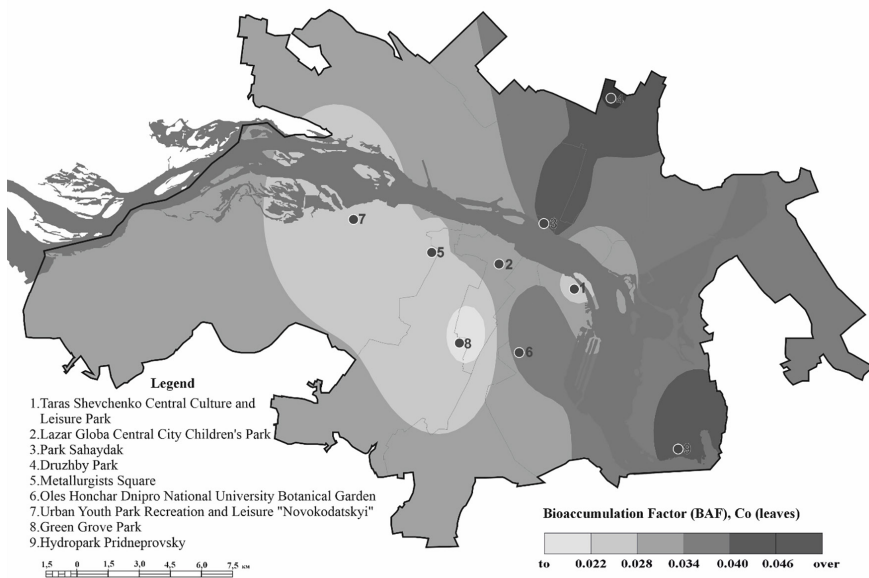 4
7
3
5
2
1
8
6
9
Legend
1.Taras Shevchenko Central Culture and
Leisure Park
2.Lazar Globa Central City Children's Park
3.Park Sahaydak
4.Druzhby Park
5.Metallurgists Square
6.Oles Honchar Dnipro National University Botanical Garden
7.Urban Youth Park Recreation and Leisure "Novokodatskyi"
8.Green Grove Park
9.Hydropark Pridneprovsky
1,5 0 1,5 3,0 4,5 6,0 7,5 км
Bioaccumulation Factor (BAF), Co (leaves)
to 0.022 0.028 0.034 0.040 0.046 over